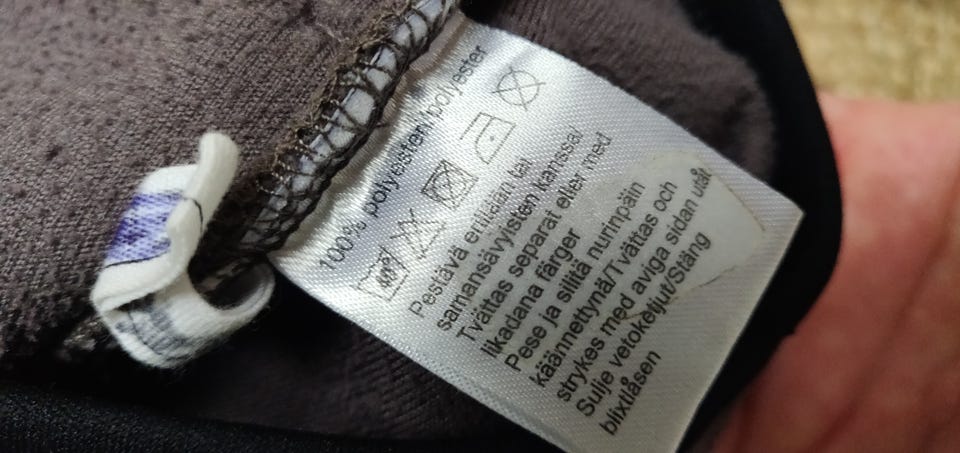 100% polyesteri/polyester
40°
Pestävä erittäin tai
samansävyisten kanssa/
Tvättas separat eller med
likadana färger
Pese ja silitä nurinpäin
käännettynä/Tvättas och
strykes med aviga sidan utåt
Sulje vetoketjut/Stäng
blixtlåsen